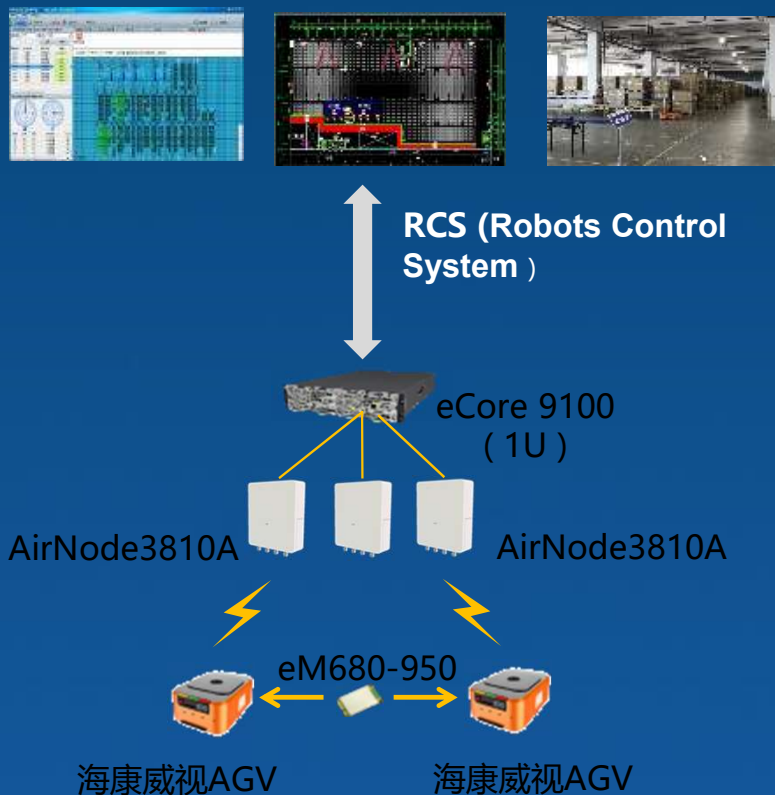 RCS (Robots Control
System ）
eCore 9100
（ 1U ）
AirNode3810A
AirNode3810A
eM680-950
海康威视AGV
海康威视AGV